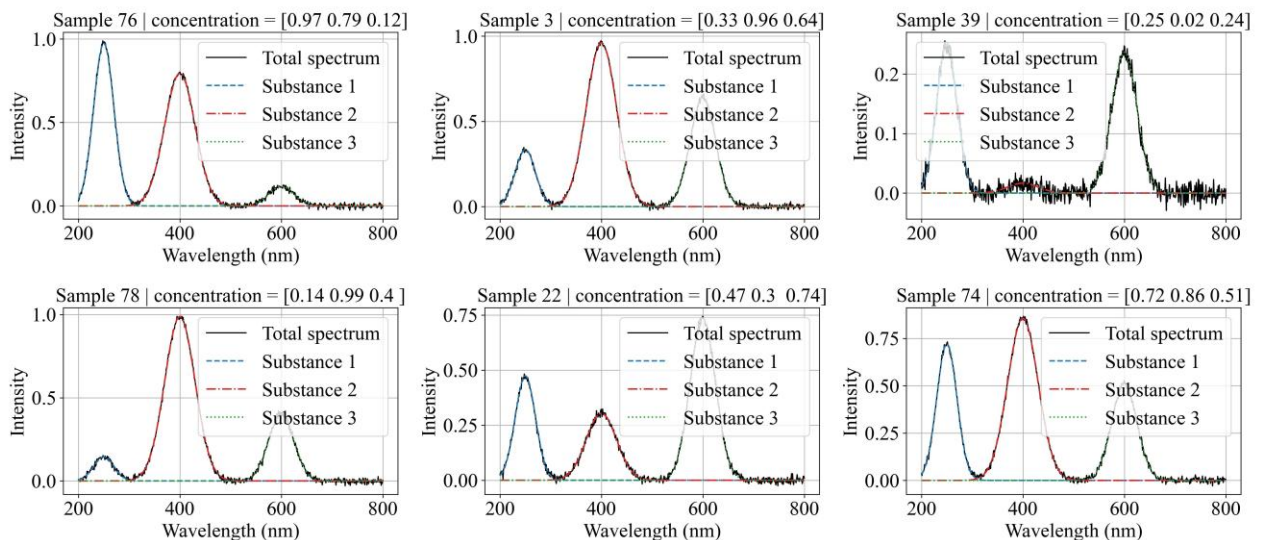 Sample 76 | concentration = [0.97 0.79 0.12]
1.0
0.5
0.0
Intensity
Total spectrum
Substance 1
Substance 2
Substance 3
200 400 600 800
Wavelength (nm)
Sample 3 | concentration = [0.33 0.96 0.64]
1.0
0.5
0.0
Intensity
Total spectrum
Substance 1
Substance 2
Substance 3
200 400 600 800
Wavelength (nm)
Sample 39 | concentration = [0.25 0.02 0.24]
0.2
0.1
0.0
Intensity
Total spectrum
Substance 1
Substance 2
Substance 3
200 400 600 800
Wavelength (nm)
Sample 78 | concentration = [0.14 0.99 0.4 ]
1.0
0.5
0.0
Intensity
Total spectrum
Substance 1
Substance 2
Substance 3
200 400 600 800
Wavelength (nm)
Sample 22 | concentration = [0.47 0.3  0.74]
0.75
0.50
0.25
0.00
Intensity
Total spectrum
Substance 1
Substance 2
Substance 3
200 400 600 800
Wavelength (nm)
Sample 74 | concentration = [0.72 0.86 0.51]
0.75
0.50
0.25
0.00
Intensity
Total spectrum
Substance 1
Substance 2
Substance 3
200 400 600 800
Wavelength (nm)